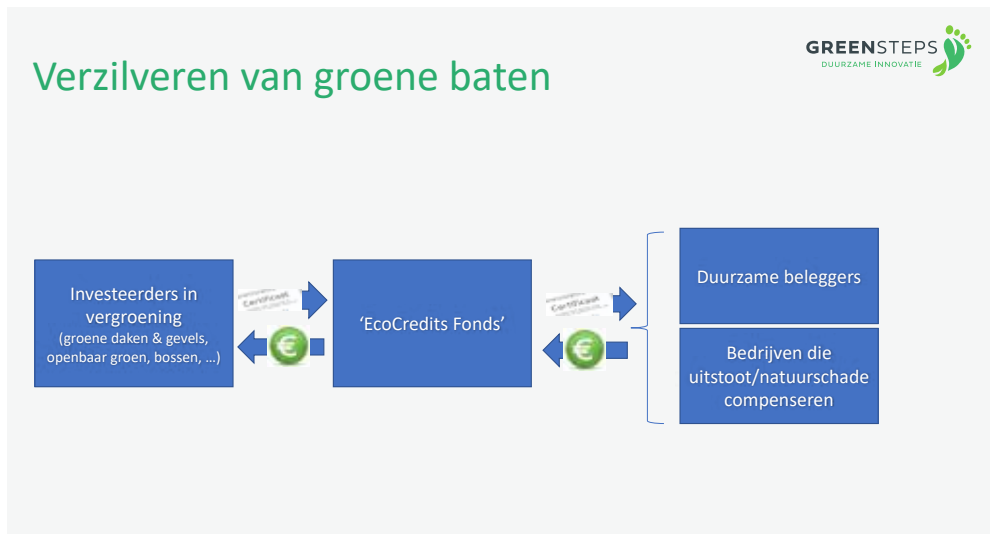 GREENSTEPS
DUURZAME INNOVATIE
Verzilveren van groene baten
Investeerders in
vergroening
(groene daken & gevels,
openbaar groen, bossen, …)
Certificaat
€
‘EcoCredits Fonds’
Certificaat
€
Duurzame beleggers
Bedrijven die
uitstoot/natuurschade
compenseren